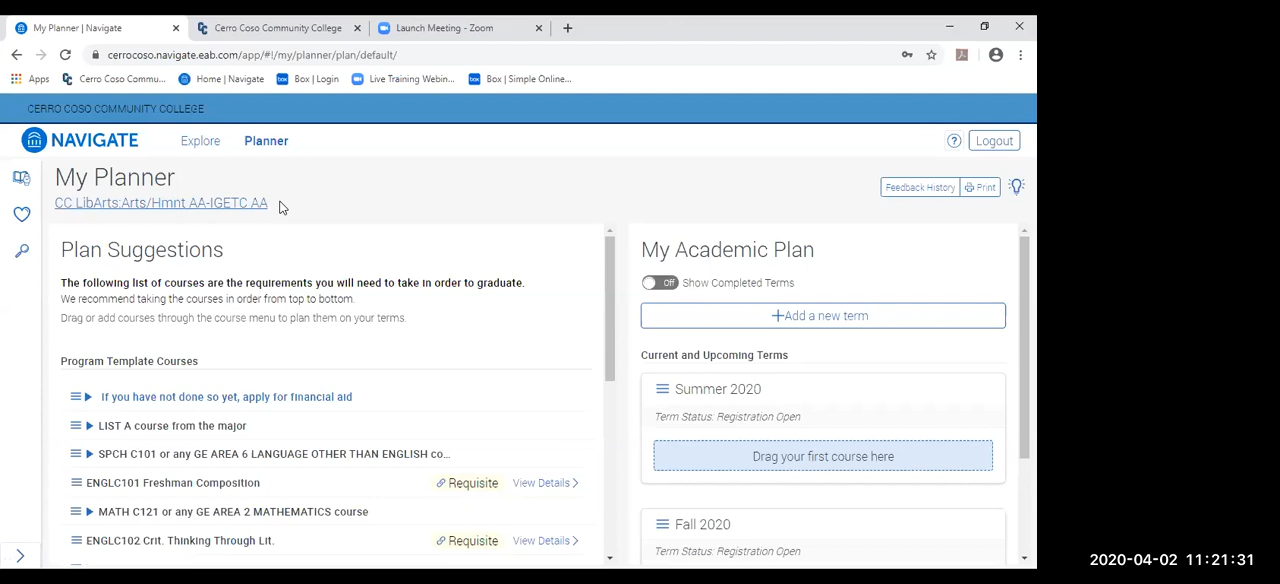 My Planner | Navigate
Cerro Coso Community College
Launch Meeting - Zoom
cerrocoso.navigate.eab.com/app/#!/my/planner/plan/default/
Apps
Cerro Coso Commu...
Home | Navigate
box
Box | Login
Live Training Webin...
box
Box | Simple Online...
CERRO COSO COMMUNITY COLLEGE
NAVIGATE
Explore
Planner
?
Logout
My Planner
CC LibArts:Arts/Hmnt AA-IGETC AA
Feedback History
Print
Plan Suggestions
The following list of courses are the requirements you will need to take in order to graduate.
We recommend taking the courses in order from top to bottom.
Drag or add courses through the course menu to plan them on your terms.
Program Template Courses
If you have not done so yet, apply for financial aid
LIST A course from the major
SPCH C101 or any GE AREA 6 LANGUAGE OTHER THAN ENGLISH co...
ENGLC101 Freshman Composition Requisite View Details
MATH C121 or any GE AREA 2 MATHEMATICS course
ENGLC102 Crit. Thinking Through Lit. Requisite View Details
My Academic Plan
Off Show Completed Terms
+Add a new term
Current and Upcoming Terms
Summer 2020
Term Status: Registration Open
Drag your first course here
Fall 2020
Term Status: Registration Open
2020-04-02 11:21:31